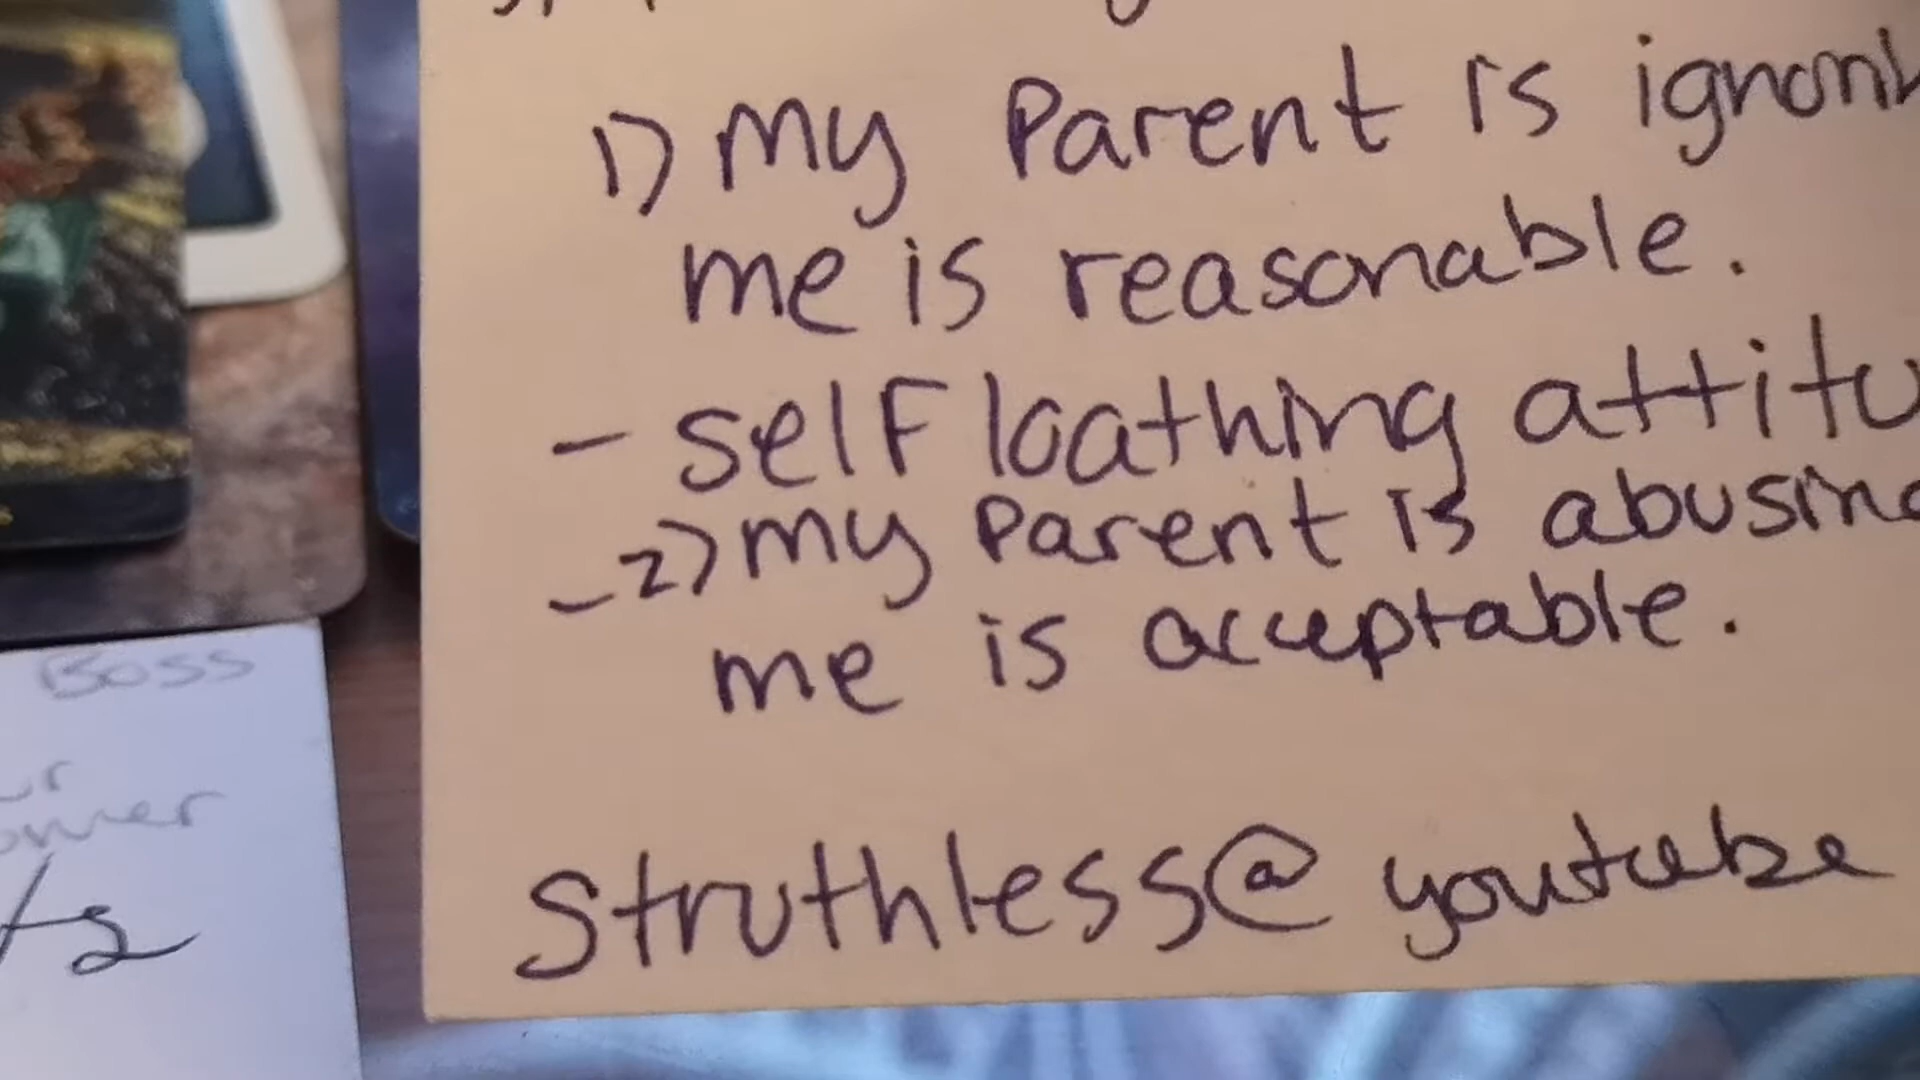 1) my Parent is
me is reasonable.
- self loathing
- 2) my Parent is
me is acceptable.
Struthless@ youtube
Boss